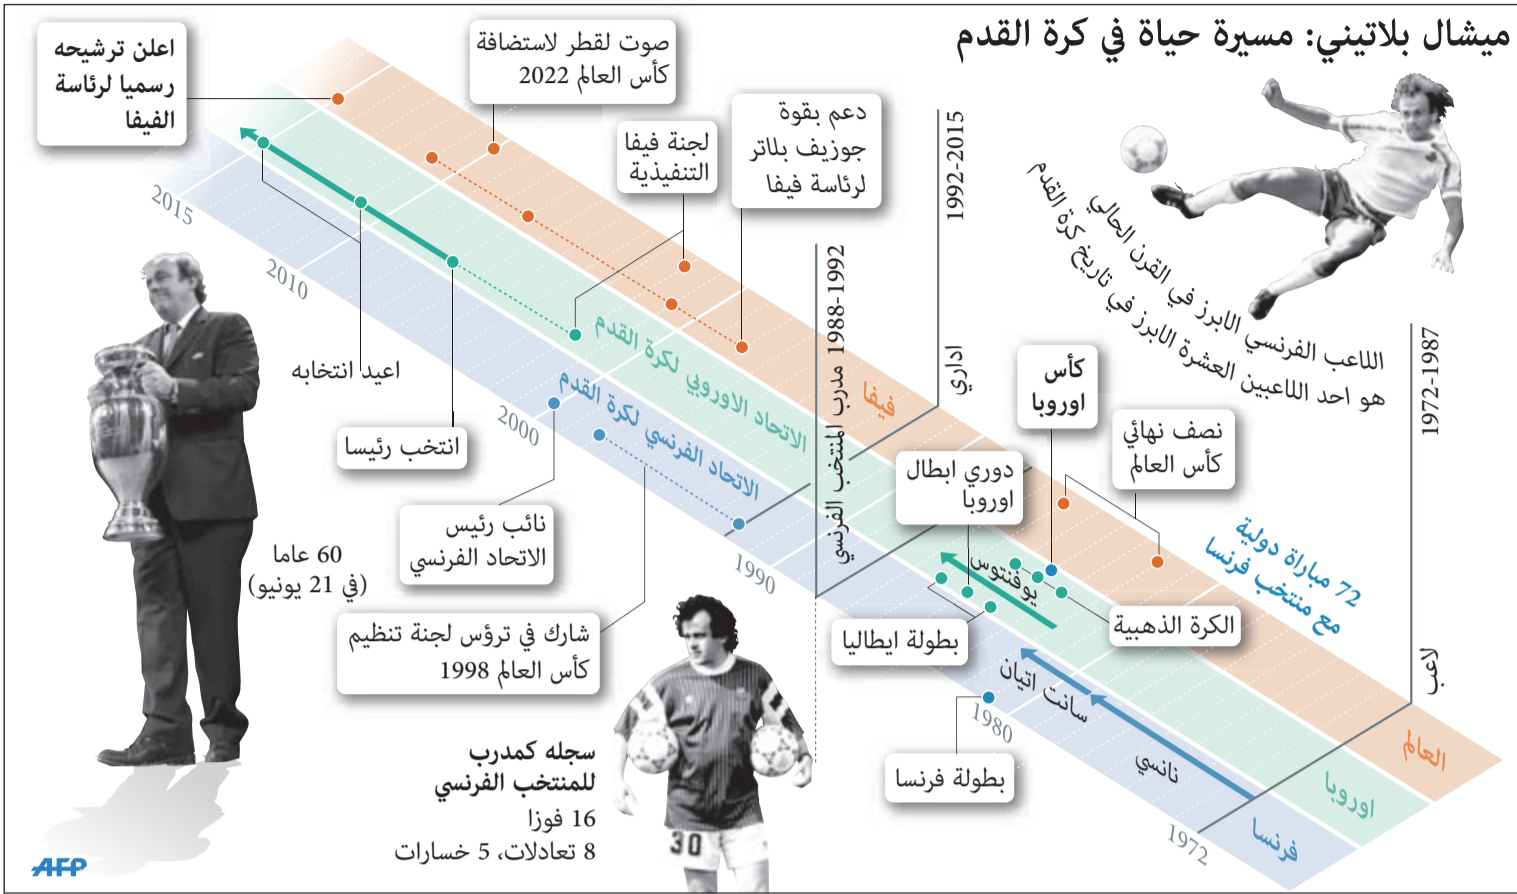 ميشال بلاتيني: مسيرة حياة في كرة القدم
اللاعب الفرنسي الابرز في القرن الحالي
هو احد اللاعبين العشرة الابرز في تاريخ كرة القدم
1972-1987
لاعب
72 مباراة دولية
مع منتخب فرنسا
العالم
اوروبا
فرنسا
1972
نانسي
سانت اتيان
1980
بطولة فرنسا
يوفنتوس
بطولة ايطاليا
الكرة الذهبية
دوري ابطال
اوروبا
كأس
اوروبا
نصف نهائي
كأس العالم
1988-1992 مدرب المنتخب الفرنسي
1990
سجله كمدرب
للمنتخب الفرنسي
16 فوزا
8 تعادلات، 5 خسارات
30
1992-2015
اداري
فيفا
الاتحاد الاوروبي لكرة القدم
الاتحاد الفرنسي لكرة القدم
دعم بقوة
جوزيف بلاتر
لرئاسة فيفا
لجنة فيفا
التنفيذية
صوت لقطر لاستضافة
كأس العالم 2022
اعلن ترشيحه
رسميا لرئاسة
الفيفا
2015
2010
2000
اعيد انتخابه
انتخب رئيسا
نائب رئيس
الاتحاد الفرنسي
شارك في ترؤس لجنة تنظيم
كأس العالم 1998
60 عاما
(في 21 يونيو)
AFP